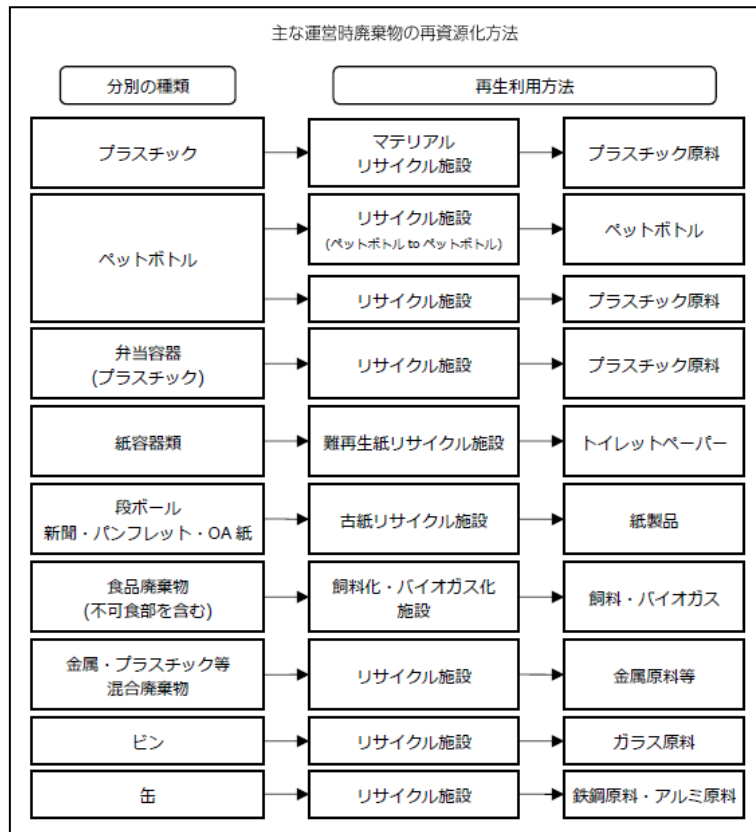 主な運営時廃棄物の再資源化方法
分別の種類
再生利用方法
プラスチック
マテリアル
リサイクル施設
プラスチック原料
ペットボトル
リサイクル施設
(ペットボトル to ペットボトル)
ペットボトル
リサイクル施設
プラスチック原料
弁当容器
(プラスチック)
リサイクル施設
プラスチック原料
紙容器類
難再生紙リサイクル施設
トイレットペーパー
段ボール
新聞・パンフレット・OA 紙
古紙リサイクル施設
紙製品
食品廃棄物
(不可食部を含む)
飼料化・バイオガス化
施設
飼料・バイオガス
金属・プラスチック等
混合廃棄物
リサイクル施設
金属原料等
ビン
リサイクル施設
ガラス原料
缶
リサイクル施設
鉄鋼原料・アルミ原料